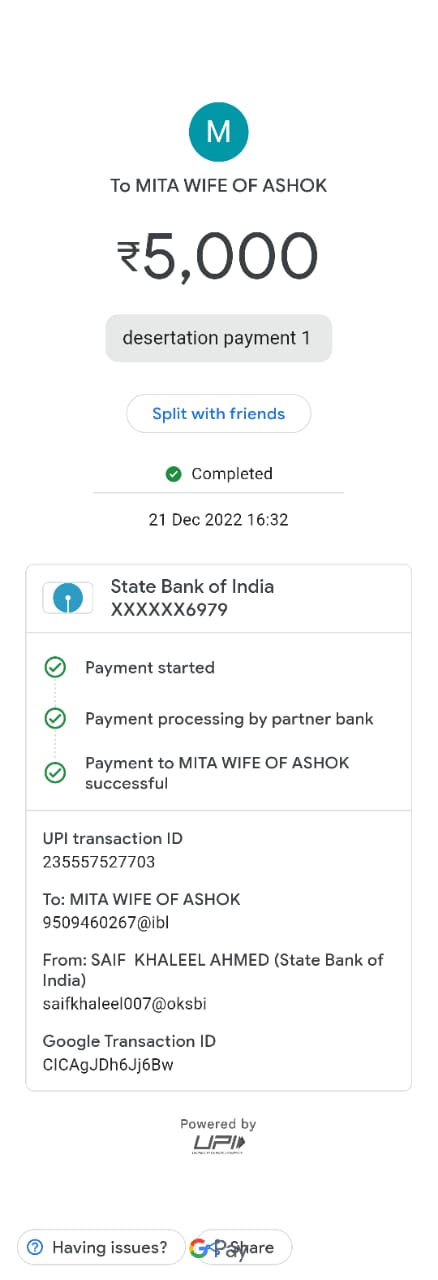 M
To MITA WIFE OF ASHOK
₹5,000
desertation payment 1
Split with friends
Completed
21 Dec 2022 16:32
State Bank of India
XXXXXX6979
Payment started
Payment processing by partner bank
Payment to MITA WIFE OF ASHOK
successful
UPI transaction ID
235557527703
To: MITA WIFE OF ASHOK
9509460267@ibl
From: SAIF KHALEEL AHMED (State Bank of
India)
saifkhaleel007@oksbi
Google Transaction ID
CICAgJDh6Jj6Bw
Powered by
UPI
Having issues?
G Pay
Share